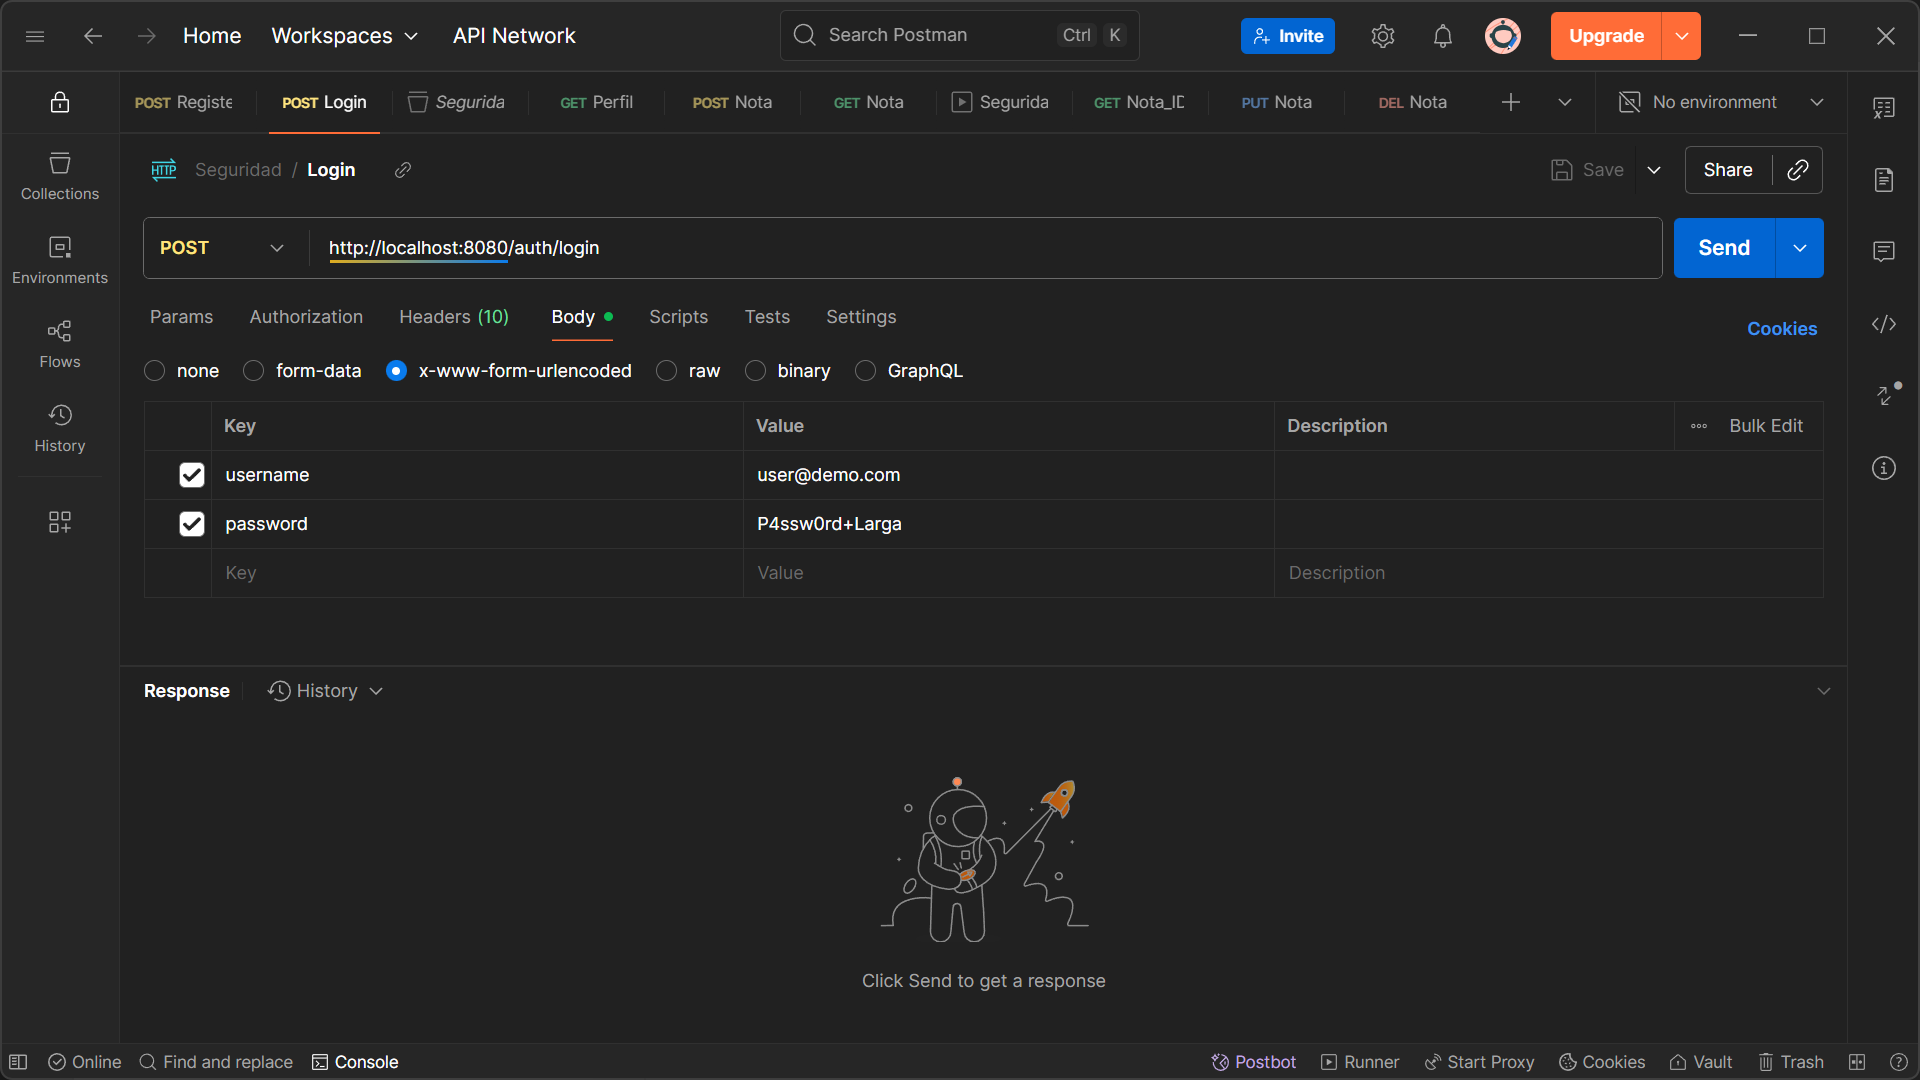 Home Workspaces API Network Search Postman Ctrl K Invite Upgrade
POST Registe POST Login Segurida GET Perfil POST Nota GET Nota Segurida GET Nota_ID PUT Nota DEL Nota No environment
HTTP Seguridad / Login Save Share
Collections
POST http://localhost:8080/auth/login Send
Environments
Params Authorization Headers (10) Body Scripts Tests Settings Cookies
Flows
none form-data x-www-form-urlencoded raw binary GraphQL
History
Key Value Description Bulk Edit
username user@demo.com
password P4ssw0rd+Larga
Key Value Description
Response History
Click Send to get a response
Online Find and replace Console Postbot Runner Start Proxy Cookies Vault Trash